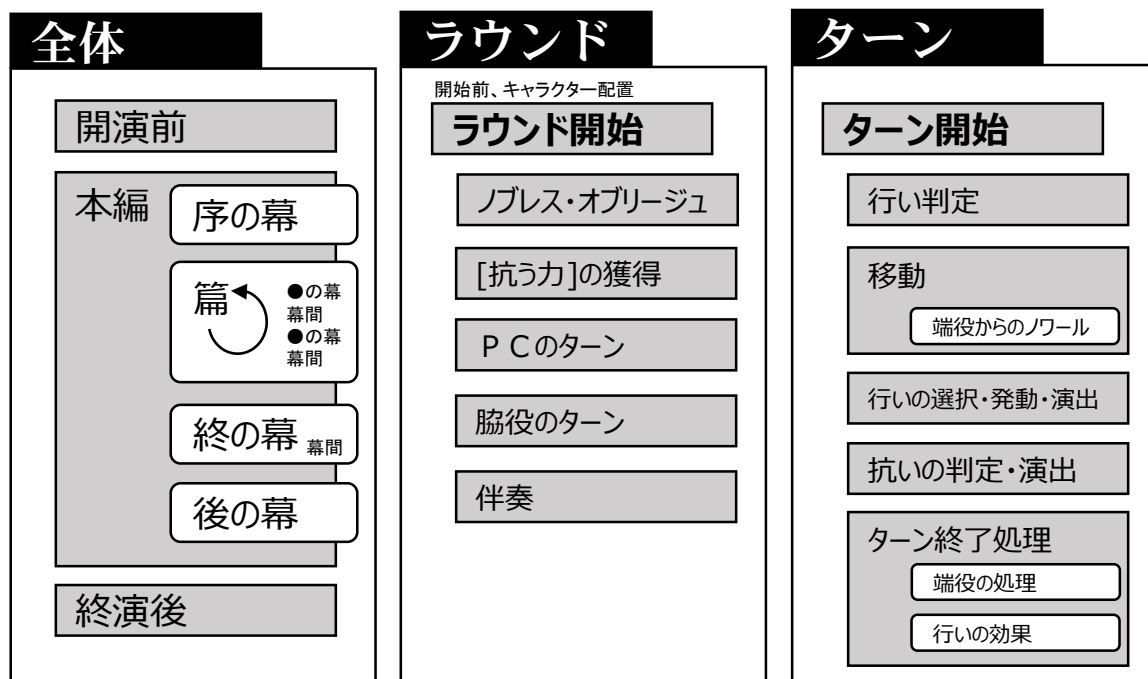 全体
開演前
本編
序の幕
篇
●の幕
幕間
●の幕
幕間
終の幕 幕間
後の幕
終演後
ラウンド
開始前、キャラクター配置
ラウンド開始
ノブレス・オブリージュ
[抗う力]の獲得
ＰＣのターン
脇役のターン
伴奏
ターン
ターン開始
行い判定
移動
端役からのノワール
行いの選択・発動・演出
抗いの判定・演出
ターン終了処理
端役の処理
行いの効果